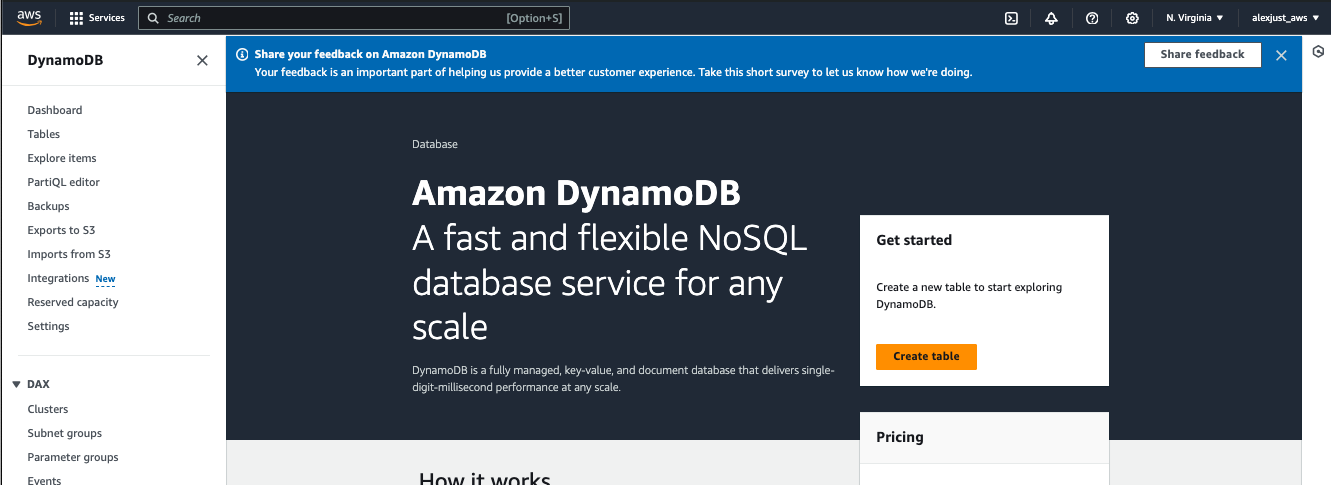 aws
Services
Search
[Option+S]
N. Virginia
alexjust_aws
DynamoDB
Dashboard
Tables
Explore items
PartiQL editor
Backups
Exports to S3
Imports from S3
Integrations New
Reserved capacity
Settings
DAX
Clusters
Subnet groups
Parameter groups
Events
Share your feedback on Amazon DynamoDB
Your feedback is an important part of helping us provide a better customer experience. Take this short survey to let us know how we're doing.
Share feedback
Database
Amazon DynamoDB
A fast and flexible NoSQL
database service for any
scale
DynamoDB is a fully managed, key-value, and document database that delivers single-
digit-millisecond performance at any scale.
Get started
Create a new table to start exploring
DynamoDB.
Create table
Pricing
How it works